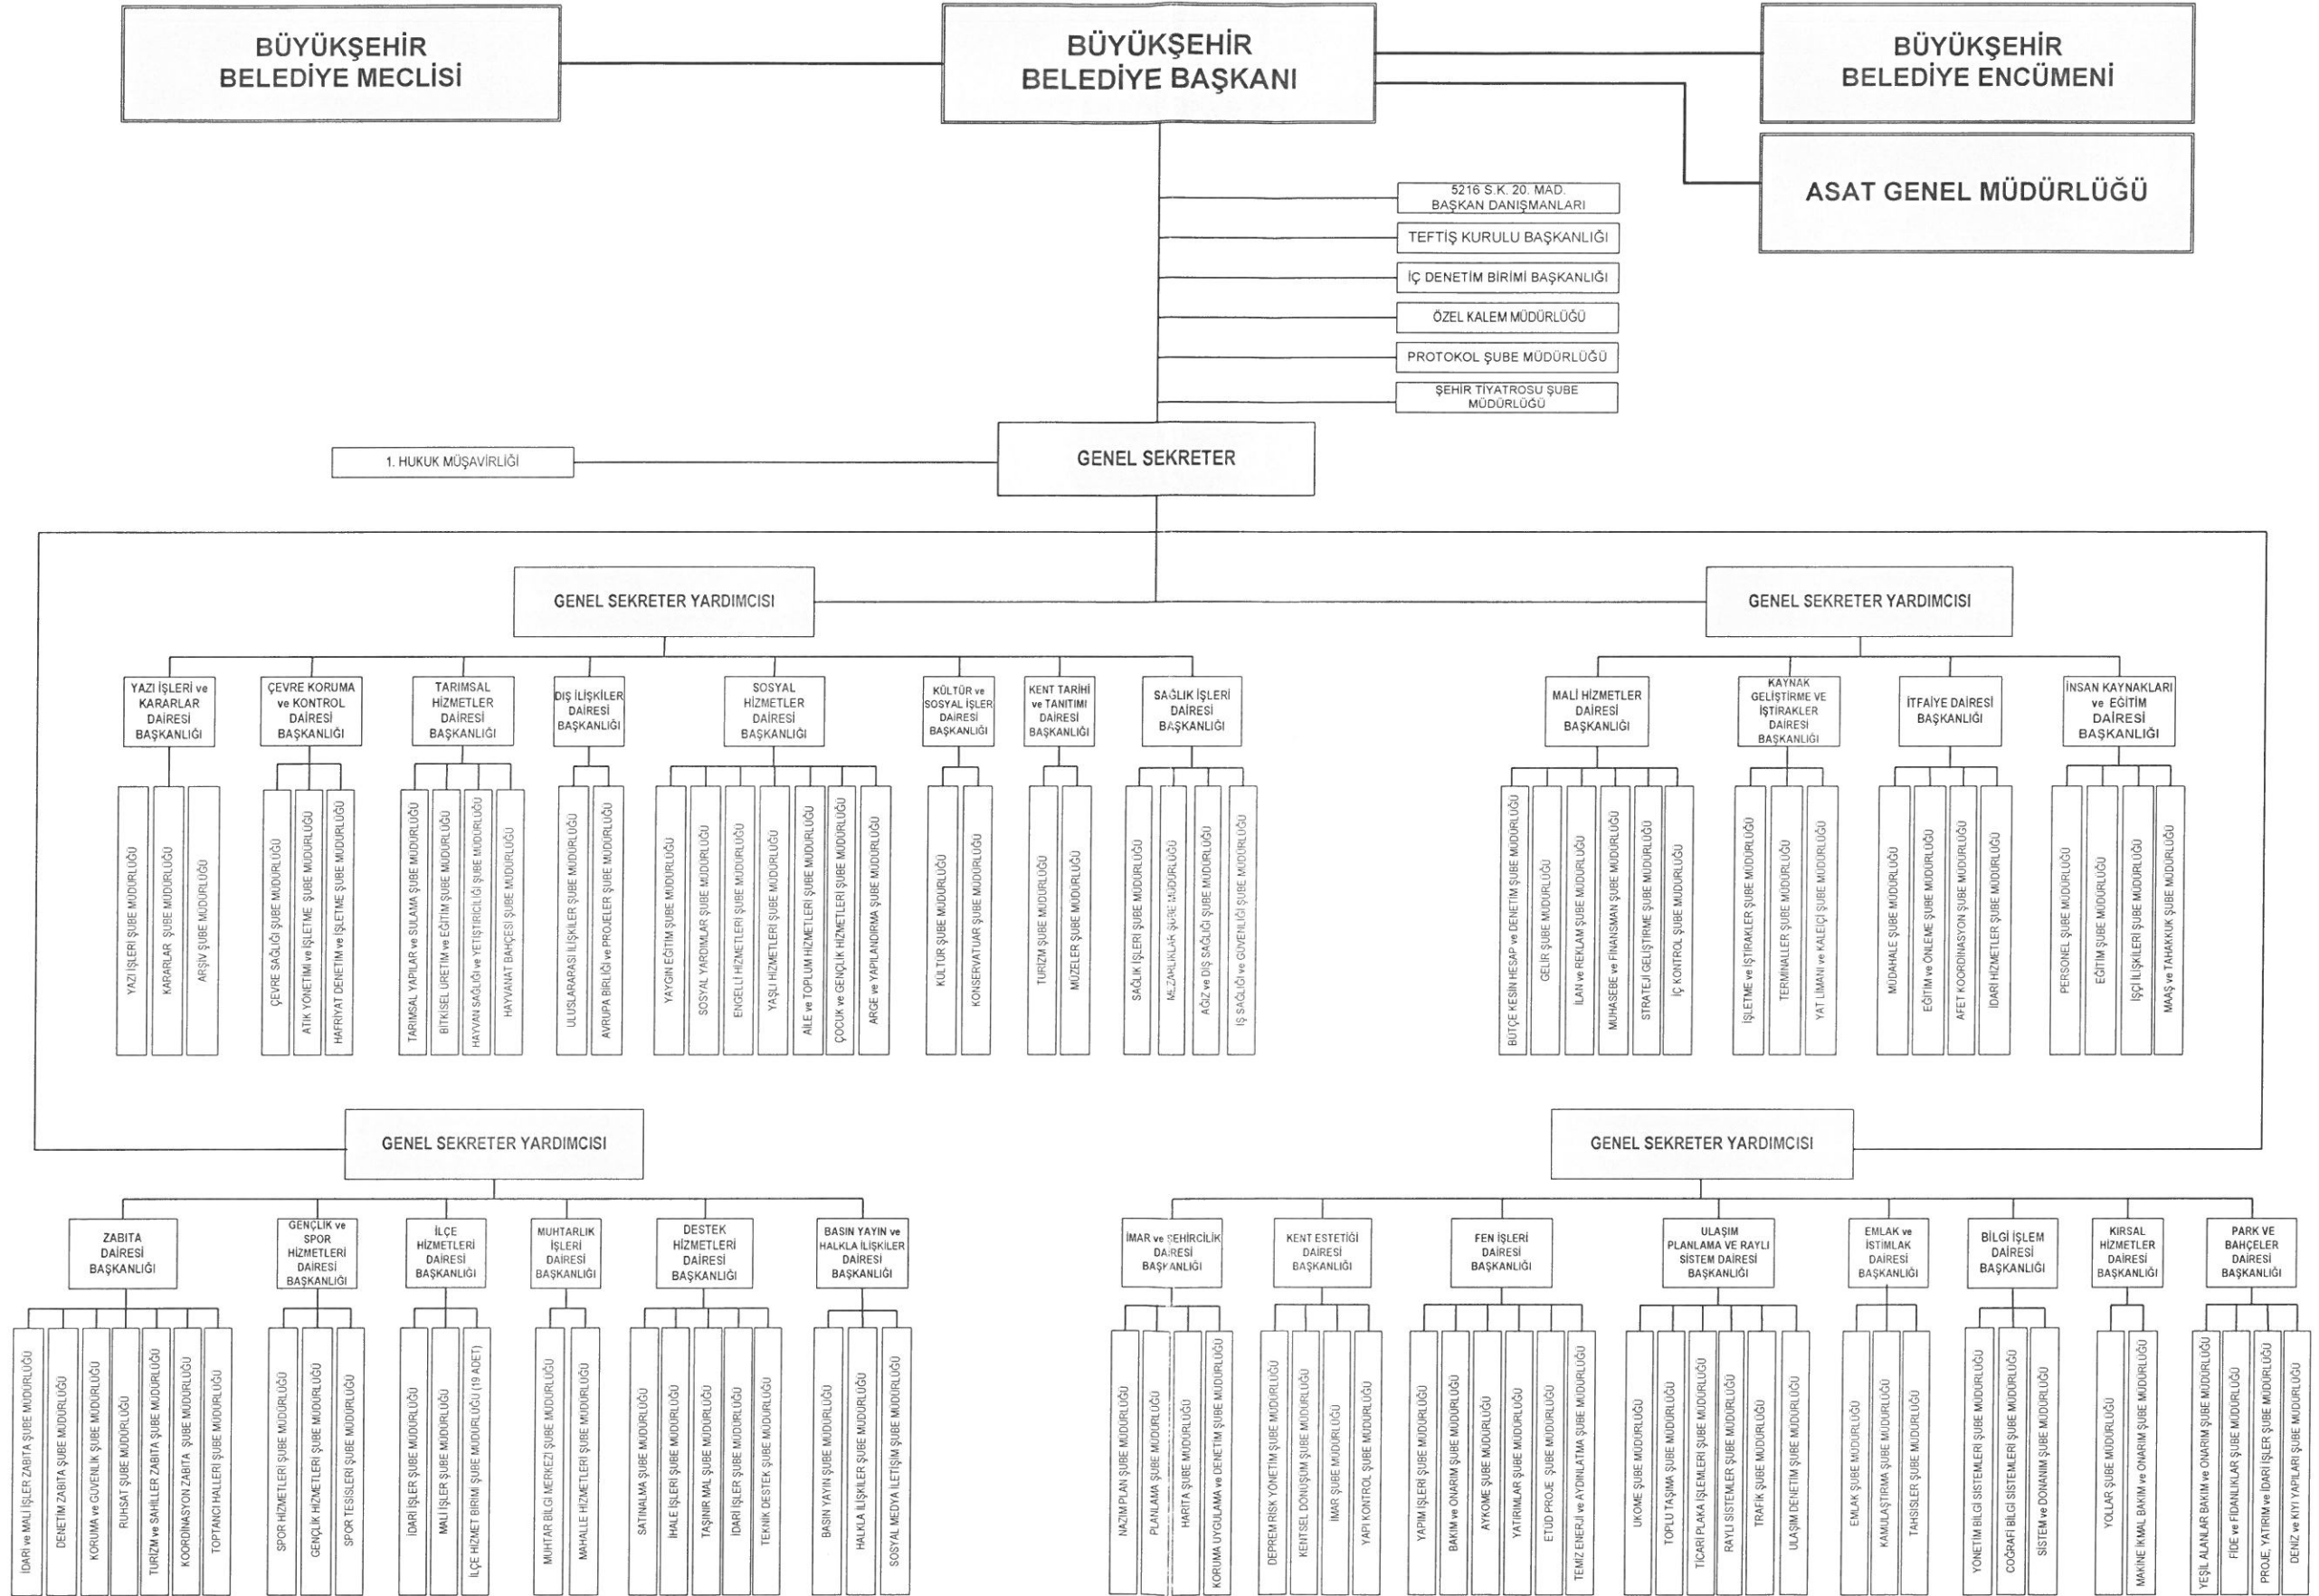 BÜYÜKŞEHİR
BELEDİYE MECLİSİ
BÜYÜKŞEHİR
BELEDİYE BAŞKANI
BÜYÜKŞEHİR
BELEDİYE ENCÜMENİ
ASAT GENEL MÜDÜRLÜĞÜ
5216 S.K. 20. MAD.
BAŞKAN DANIŞMANLARI
TEFTİŞ KURULU BAŞKANLIĞI
İÇ DENETİM BİRİMİ BAŞKANLIĞI
ÖZEL KALEM MÜDÜRLÜĞÜ
PROTOKOL ŞUBE MÜDÜRLÜĞÜ
ŞEHİR TİYATROSU ŞUBE
MÜDÜRLÜĞÜ
1. HUKUK MÜŞAVİRLİĞİ
GENEL SEKRETER
GENEL SEKRETER YARDIMCISI
YAZI İŞLERİ ve
KARARLAR
DAİRESİ
BAŞKANLIĞI
YAZI İŞLERİ ŞUBE MÜDÜRLÜĞÜ
KARARLAR ŞUBE MÜDÜRLÜĞÜ
ARŞİV ŞUBE MÜDÜRLÜĞÜ
ÇEVRE KORUMA
ve KONTROL
DAİRESİ
BAŞKANLIĞI
ÇEVRE SAĞLIĞI ŞUBE MÜDÜRLÜĞÜ
ATIK YÖNETİMİ ve İŞLETME ŞUBE MÜDÜRLÜĞÜ
HAFRİYAT DENETİM ve İŞLETME ŞUBE MÜDÜRLÜĞÜ
TARIMSAL
HİZMETLER
DAİRESİ
BAŞKANLIĞI
TARIMSAL YAPILAR ve SULAMA ŞUBE MÜDÜRLÜĞÜ
BİTKİSEL ÜRETİM ve EĞİTİM ŞUBE MÜDÜRLÜĞÜ
HAYVAN SAĞLIĞI ve YETİŞTİRİCİLİĞİ ŞUBE MÜDÜRLÜĞÜ
HAYVANAT BAHÇESİ ŞUBE MÜDÜRLÜĞÜ
DIŞ İLİŞKİLER
DAİRESİ
BAŞKANLIĞI
ULUSLARARASI İLİŞKİLER ŞUBE MÜDÜRLÜĞÜ
AVRUPA BİRLİĞİ ve PROJELER ŞUBE MÜDÜRLÜĞÜ
SOSYAL
HİZMETLER
DAİRESİ
BAŞKANLIĞI
YAYGIN EĞİTİM ŞUBE MÜDÜRLÜĞÜ
SOSYAL YARDIMLAR ŞUBE MÜDÜRLÜĞÜ
ENGELLİ HİZMETLERİ ŞUBE MÜDÜRLÜĞÜ
YAŞLI HİZMETLERİ ŞUBE MÜDÜRLÜĞÜ
AİLE ve TOPLUM HİZMETLERİ ŞUBE MÜDÜRLÜĞÜ
ÇOCUK ve GENÇLİK HİZMETLERİ ŞUBE MÜDÜRLÜĞÜ
ARGE ve YAPILANDIRMA ŞUBE MÜDÜRLÜĞÜ
KÜLTÜR ve
SOSYAL İŞLER
DAİRESİ
BAŞKANLIĞI
KÜLTÜR ŞUBE MÜDÜRLÜĞÜ
KONSERVATUAR ŞUBE MÜDÜRLÜĞÜ
KENT TARİHİ
ve TANITIMI
DAİRESİ
BAŞKANLIĞI
TURİZM ŞUBE MÜDÜRLÜĞÜ
MÜZELER ŞUBE MÜDÜRLÜĞÜ
SAĞLIK İŞLERİ
DAİRESİ
BAŞKANLIĞI
SAĞLIK İŞLERİ ŞUBE MÜDÜRLÜĞÜ
MEZARLIKLAR ŞUBE MÜDÜRLÜĞÜ
AĞIZ ve DIŞ SAĞLIĞI ŞUBE MÜDÜRLÜĞÜ
İŞ SAĞLIĞI ve GÜVENLİĞİ ŞUBE MÜDÜRLÜĞÜ
GENEL SEKRETER YARDIMCISI
MALİ HİZMETLER
DAİRESİ
BAŞKANLIĞI
BÜTÇE KESİN HESAP ve DENETİM ŞUBE MÜDÜRLÜĞÜ
GELİR ŞUBE MÜDÜRLÜĞÜ
İLAN ve REKLAM ŞUBE MÜDÜRLÜĞÜ
MUHASEBE ve FİNANSMAN ŞUBE MÜDÜRLÜĞÜ
STRATEJİ GELİŞTİRME ŞUBE MÜDÜRLÜĞÜ
İÇ KONTROL ŞUBE MÜDÜRLÜĞÜ
KAYNAK
GELİŞTİRME VE
İŞTİRAKLER
DAİRESİ
BAŞKANLIĞI
İŞLETME ve İŞTİRAKLER ŞUBE MÜDÜRLÜĞÜ
TERMİNALLER ŞUBE MÜDÜRLÜĞÜ
YAT LİMANI ve KALEİÇİ ŞUBE MÜDÜRLÜĞÜ
İTFAİYE DAİRESİ
BAŞKANLIĞI
MÜDAHALE ŞUBE MÜDÜRLÜĞÜ
EĞİTİM ve ÖNLEME ŞUBE MÜDÜRLÜĞÜ
AFET KOORDİNASYON ŞUBE MÜDÜRLÜĞÜ
İDARİ HİZMETLER ŞUBE MÜDÜRLÜĞÜ
İNSAN KAYNAKLARI
ve EĞİTİM
DAİRESİ
BAŞKANLIĞI
PERSONEL ŞUBE MÜDÜRLÜĞÜ
EĞİTİM ŞUBE MÜDÜRLÜĞÜ
İŞÇİ İLİŞKİLERİ ŞUBE MÜDÜRLÜĞÜ
MAAŞ ve TAHAKKUK ŞUBE MÜDÜRLÜĞÜ
GENEL SEKRETER YARDIMCISI
ZABITA
DAİRESİ
BAŞKANLIĞI
İDARİ ve MALİ İŞLER ZABITA ŞUBE MÜDÜRLÜĞÜ
DENETİM ZABITA ŞUBE MÜDÜRLÜĞÜ
KORUMA ve GÜVENLİK ŞUBE MÜDÜRLÜĞÜ
RUHSAT ŞUBE MÜDÜRLÜĞÜ
TURİZM ve SAHİLLER ZABITA ŞUBE MÜDÜRLÜĞÜ
KOORDİNASYON ZABITA ŞUBE MÜDÜRLÜĞÜ
TOPTANCI HALLERİ ŞUBE MÜDÜRLÜĞÜ
GENÇLİK ve
SPOR
HİZMETLERİ
DAİRESİ
BAŞKANLIĞI
SPOR HİZMETLERİ ŞUBE MÜDÜRLÜĞÜ
GENÇLİK HİZMETLERİ ŞUBE MÜDÜRLÜĞÜ
SPOR TESİSLERİ ŞUBE MÜDÜRLÜĞÜ
İLÇE
HİZMETLERİ
DAİRESİ
BAŞKANLIĞI
İDARİ İŞLER ŞUBE MÜDÜRLÜĞÜ
MALİ İŞLER ŞUBE MÜDÜRLÜĞÜ
İLÇE HİZMET BİRİMİ ŞUBE MÜDÜRLÜĞÜ (19 ADET)
MUHTARLIK
İŞLERİ
DAİRESİ
BAŞKANLIĞI
MUHTAR BİLGİ MERKEZİ ŞUBE MÜDÜRLÜĞÜ
MAHALLE HİZMETLERİ ŞUBE MÜDÜRLÜĞÜ
DESTEK
HİZMETLERİ
DAİRESİ
BAŞKANLIĞI
SATINALMA ŞUBE MÜDÜRLÜĞÜ
İHALE İŞLERİ ŞUBE MÜDÜRLÜĞÜ
TAŞINIR MAL ŞUBE MÜDÜRLÜĞÜ
İDARİ İŞLER ŞUBE MÜDÜRLÜĞÜ
TEKNİK DESTEK ŞUBE MÜDÜRLÜĞÜ
BASIN YAYIN ve
HALKLA İLİŞKİLER
DAİRESİ
BAŞKANLIĞI
BASIN YAYIN ŞUBE MÜDÜRLÜĞÜ
HALKLA İLİŞKİLER ŞUBE MÜDÜRLÜĞÜ
SOSYAL MEDYA İLETİŞİM ŞUBE MÜDÜRLÜĞÜ
GENEL SEKRETER YARDIMCISI
İMAR ve ŞEHİRCİLİK
DAİRESİ
BAŞKANLIĞI
NAZIM PLAN ŞUBE MÜDÜRLÜĞÜ
PLANLAMA ŞUBE MÜDÜRLÜĞÜ
HARİTA ŞUBE MÜDÜRLÜĞÜ
KORUMA UYGULAMA ve DENETİM ŞUBE MÜDÜRLÜĞÜ
KENT ESTETİĞİ
DAİRESİ
BAŞKANLIĞI
DEPREM RİSK YÖNETİM ŞUBE MÜDÜRLÜĞÜ
KENTSEL DÖNÜŞÜM ŞUBE MÜDÜRLÜĞÜ
İMAR ŞUBE MÜDÜRLÜĞÜ
YAPI KONTROL ŞUBE MÜDÜRLÜĞÜ
FEN İŞLERİ
DAİRESİ
BAŞKANLIĞI
YAPIM İŞLERİ ŞUBE MÜDÜRLÜĞÜ
BAKIM ve ONARIM ŞUBE MÜDÜRLÜĞÜ
AYKOME ŞUBE MÜDÜRLÜĞÜ
YATIRIMLAR ŞUBE MÜDÜRLÜĞÜ
ETÜD PROJE ŞUBE MÜDÜRLÜĞÜ
TEMİZ ENERJİ ve AYDINLATMA ŞUBE MÜDÜRLÜĞÜ
ULAŞIM
PLANLAMA VE RAYLI
SİSTEM DAİRESİ
BAŞKANLIĞI
UKOME ŞUBE MÜDÜRLÜĞÜ
TOPLU TAŞIMA ŞUBE MÜDÜRLÜĞÜ
TİCARİ PLAKA İŞLEMLERİ ŞUBE MÜDÜRLÜĞÜ
RAYLI SİSTEMLER ŞUBE MÜDÜRLÜĞÜ
TRAFİK ŞUBE MÜDÜRLÜĞÜ
ULAŞIM DENETİM ŞUBE MÜDÜRLÜĞÜ
EMLAK ve
İSTİMLAK
DAİRESİ
BAŞKANLIĞI
EMLAK ŞUBE MÜDÜRLÜĞÜ
KAMULAŞTIRMA ŞUBE MÜDÜRLÜĞÜ
TAHSİSLER ŞUBE MÜDÜRLÜĞÜ
BİLGİ İŞLEM
DAİRESİ
BAŞKANLIĞI
YÖNETİM BİLGİ SİSTEMLERİ ŞUBE MÜDÜRLÜĞÜ
COĞRAFİ BİLGİ SİSTEMLERİ ŞUBE MÜDÜRLÜĞÜ
SİSTEM ve DONANIM ŞUBE MÜDÜRLÜĞÜ
KIRSAL
HİZMETLER
DAİRESİ
BAŞKANLIĞI
YOLLAR ŞUBE MÜDÜRLÜĞÜ
MAKİNE İKMAL BAKIM ve ONARIM ŞUBE MÜDÜRLÜĞÜ
PARK VE
BAHÇELER
DAİRESİ
BAŞKANLIĞI
YEŞİL ALANLAR BAKIM ve ONARIM ŞUBE MÜDÜRLÜĞÜ
FİDE ve FİDANLIKLAR ŞUBE MÜDÜRLÜĞÜ
PROJE, YATIRIM ve İDARİ İŞLER ŞUBE MÜDÜRLÜĞÜ
DENİZ ve KIYI YAPILARI ŞUBE MÜDÜRLÜĞÜ